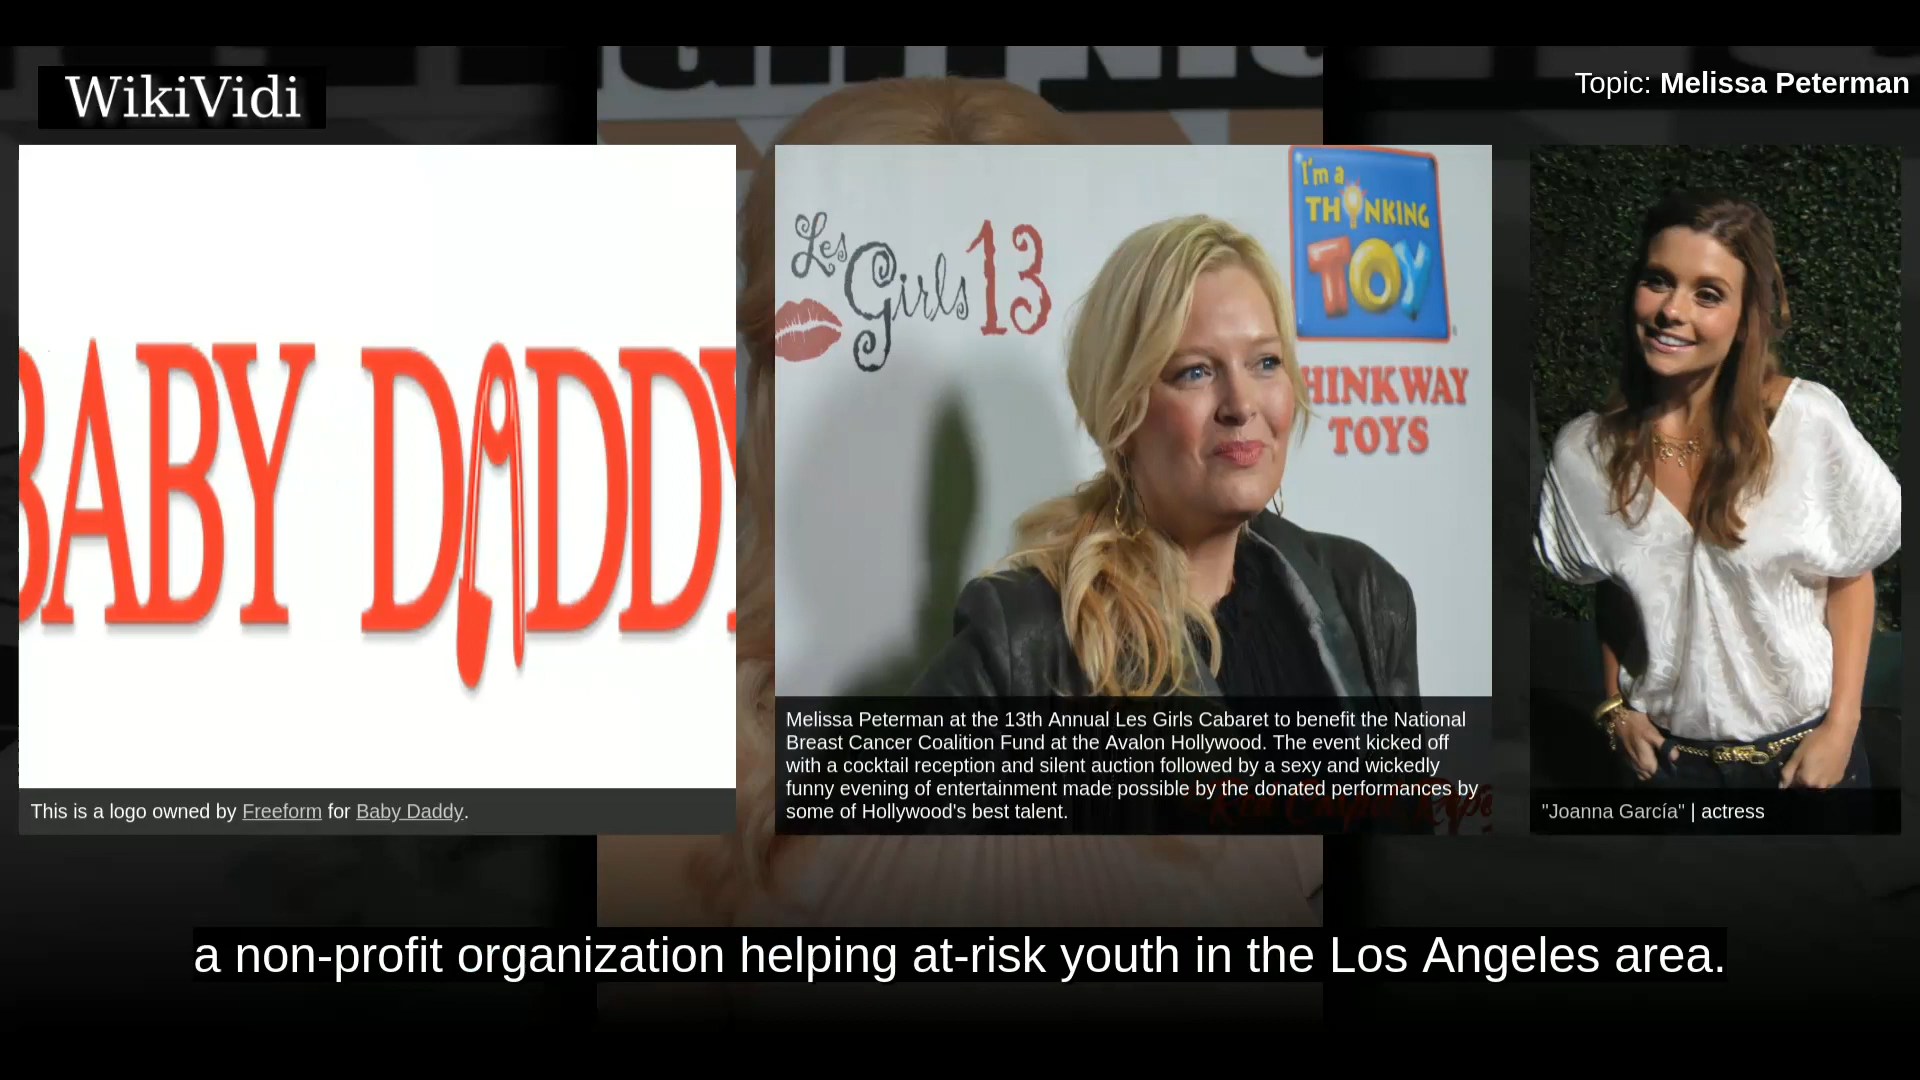 WikiVidi
Topic: Melissa Peterman
BABY DADDY
This is a logo owned by Freeform for Baby Daddy.
Les Girls 13
I'm a
THINKING
TOY
HINKWAY
TOYS
Melissa Peterman at the 13th Annual Les Girls Cabaret to benefit the National
Breast Cancer Coalition Fund at the Avalon Hollywood. The event kicked off
with a cocktail reception and silent auction followed by a sexy and wickedly
funny evening of entertainment made possible by the donated performances by
some of Hollywood's best talent.
"Joanna García" | actress
a non-profit organization helping at-risk youth in the Los Angeles area.